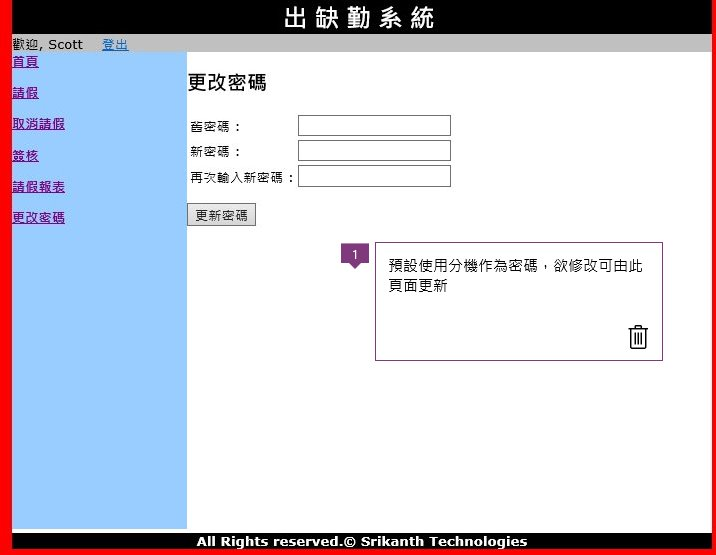 出缺勤系統
歡迎, Scott 登出
首頁
請假
取消請假
簽核
請假報表
更改密碼
更改密碼
舊密碼：
新密碼：
再次輸入新密碼：
更新密碼
1
預設使用分機作為密碼，欲修改可由此
頁面更新
All Rights reserved.© Srikanth Technologies